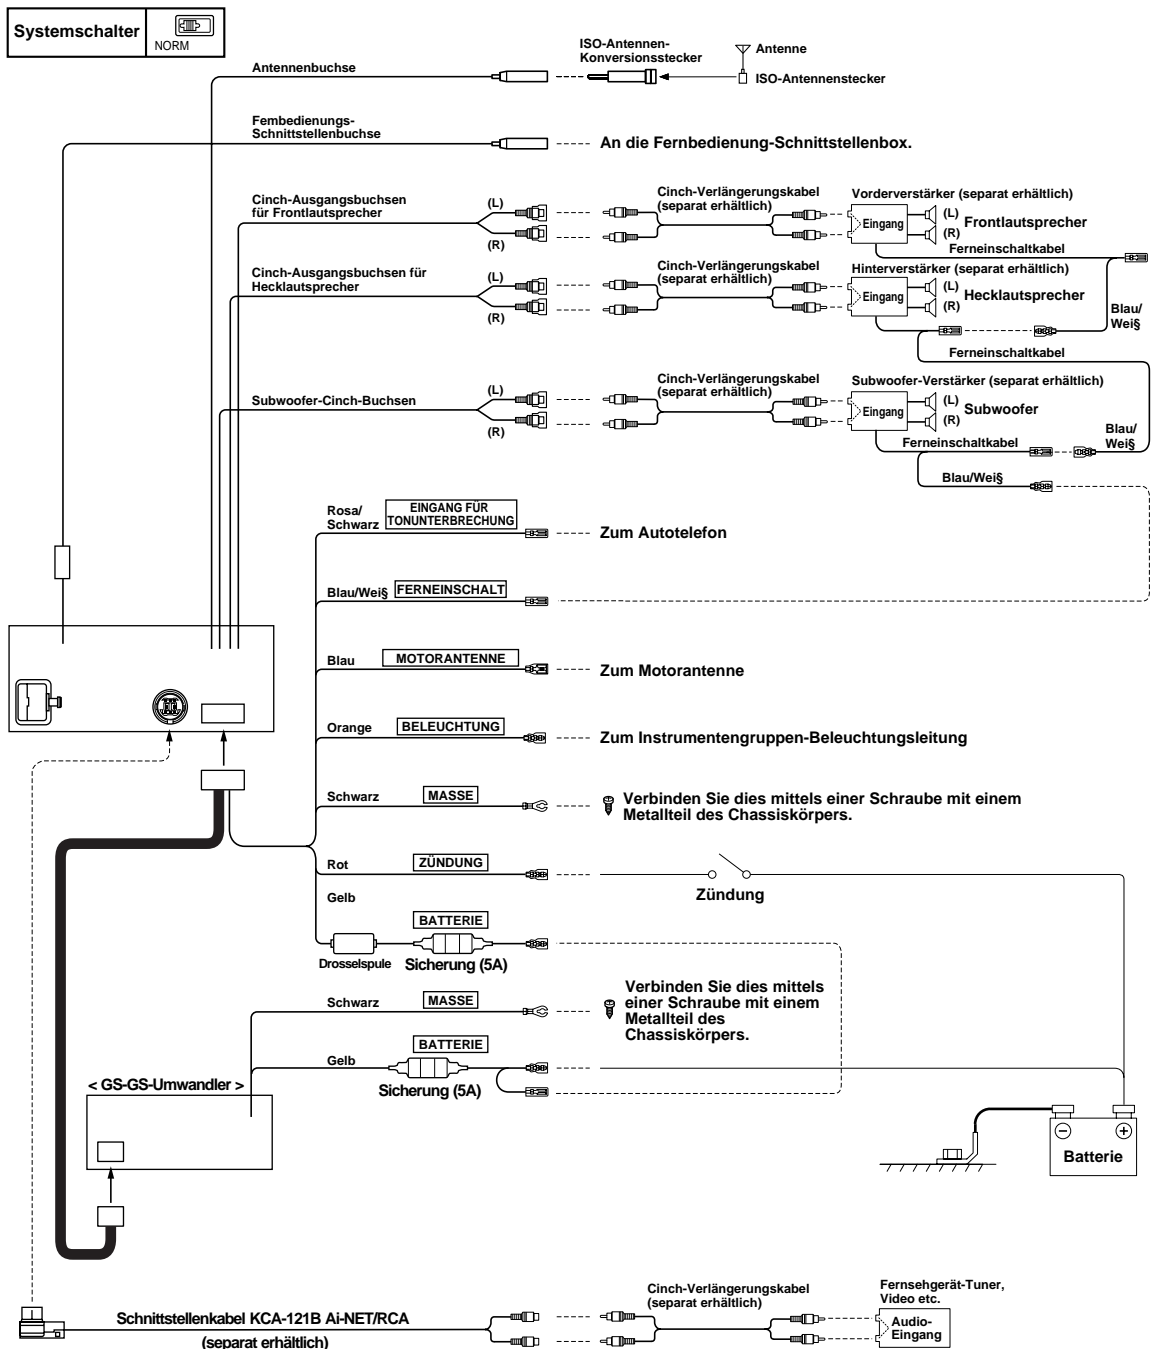 Systemschalter
NORM
ISO-Antennen-
Konversionsstecker
Antenne
Antennenbuchse
ISO-Antennenstecker
Fembedienungs-
Schnittstellenbuchse
An die Fernbedienung-Schnittstellenbox.
Cinch-Ausgangsbuchsen
für Frontlautsprecher
(L)
(R)
Cinch-Verlängerungskabel
(separat erhältlich)
Vorderverstärker (separat erhältlich)
Eingang
(L)
(R)
Frontlautsprecher
Ferneinschaltkabel
Cinch-Ausgangsbuchsen für
Hecklautsprecher
(L)
(R)
Cinch-Verlängerungskabel
(separat erhältlich)
Hinterverstärker (separat erhältlich)
Eingang
(L)
(R)
Hecklautsprecher
Blau/
Wei§
Ferneinschaltkabel
Subwoofer-Cinch-Buchsen
(L)
(R)
Cinch-Verlängerungskabel
(separat erhältlich)
Subwoofer-Verstärker (separat erhältlich)
Eingang
(L)
(R)
Subwoofer
Ferneinschaltkabel
Blau/
Wei§
Blau/Wei§
Rosa/
Schwarz
EINGANG FÜR
TONUNTERBRECHUNG
Zum Autotelefon
Blau/Wei§
FERNEINSCHALT
Blau
MOTORANTENNE
Zum Motorantenne
Orange
BELEUCHTUNG
Zum Instrumentengruppen-Beleuchtungsleitung
Schwarz
MASSE
Verbinden Sie dies mittels einer Schraube mit einem
Metallteil des Chassiskörpers.
Rot
ZÜNDUNG
Zündung
Gelb
BATTERIE
Drosselspule
Sicherung (5A)
Schwarz
MASSE
Verbinden Sie dies mittels
einer Schraube mit einem
Metallteil des
Chassiskörpers.
BATTERIE
Gelb
Sicherung (5A)
< GS-GS-Umwandler >
Batterie
Schnittstellenkabel KCA-121B Ai-NET/RCA
(separat erhältlich)
Cinch-Verlängerungskabel
(separat erhältlich)
Fernsehgerät-Tuner,
Video etc.
Audio-
Eingang